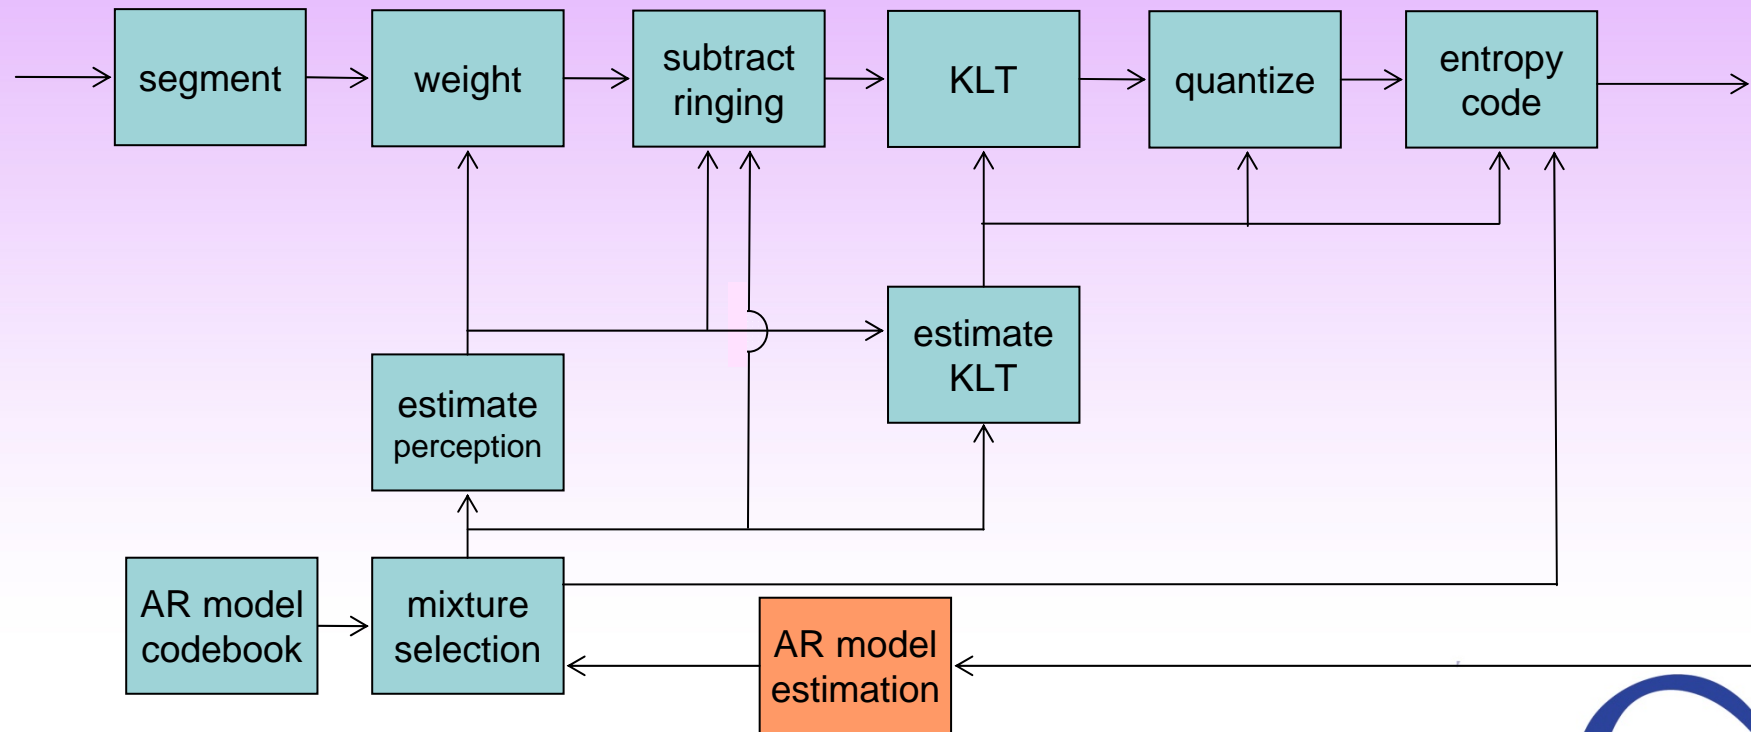 segment
weight
subtract
ringing
KLT
quantize
entropy
code
estimate
KLT
estimate
perception
AR model
codebook
mixture
selection
AR model
estimation